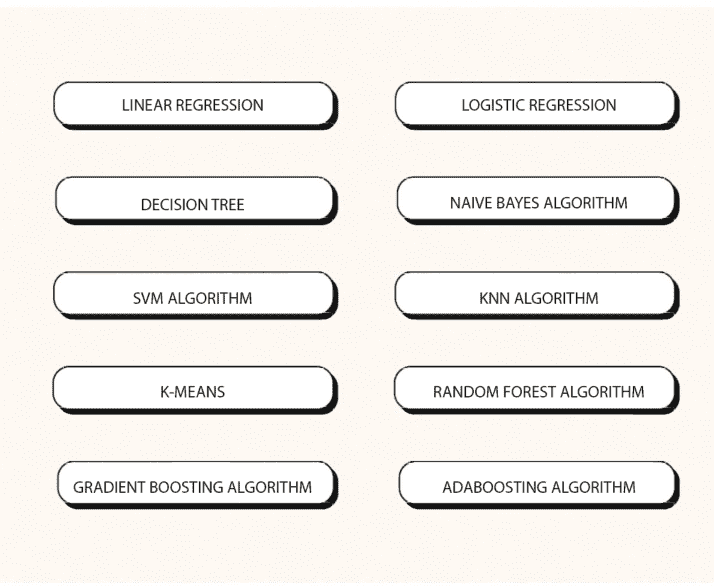 LINEAR REGRESSION
LOGISTIC REGRESSION
DECISION TREE
NAIVE BAYES ALGORITHM
SVM ALGORITHM
KNN ALGORITHM
K-MEANS
RANDOM FOREST ALGORITHM
GRADIENT BOOSTING ALGORITHM
ADABOOSTING ALGORITHM